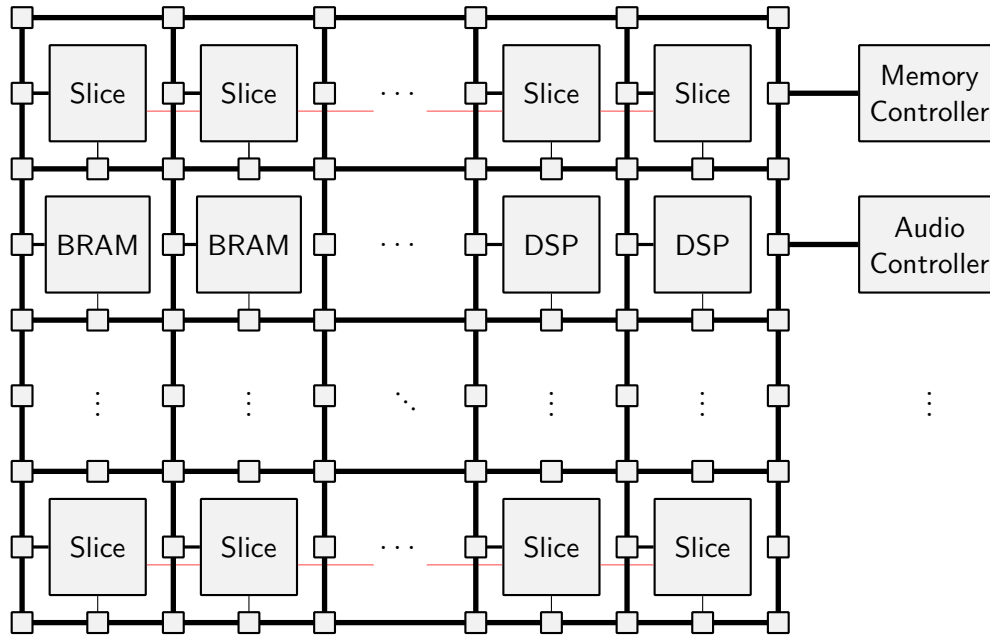 Slice Slice ... Slice Slice Memory
Controller
BRAM BRAM ... DSP DSP Audio
Controller
Slice Slice ... Slice Slice